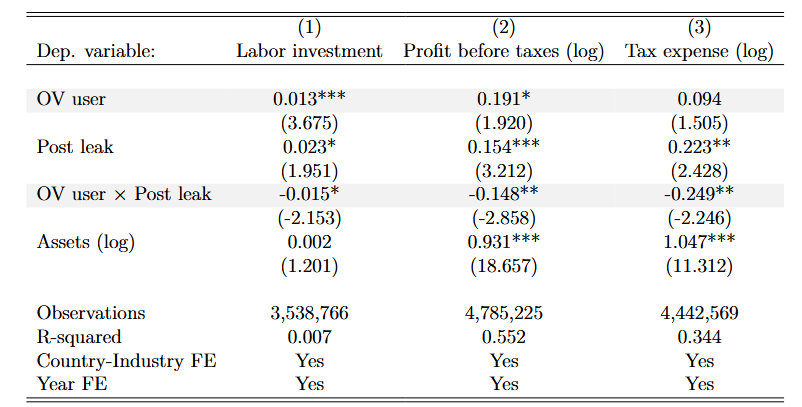 (1) (2) (3)
Dep. variable: Labor investment Profit before taxes (log) Tax expense (log)
OV user 0.013*** 0.191* 0.094
(3.675) (1.920) (1.505)
Post leak 0.023* 0.154*** 0.223**
(1.951) (3.212) (2.428)
OV user × Post leak -0.015* -0.148** -0.249**
(-2.153) (-2.858) (-2.246)
Assets (log) 0.002 0.931*** 1.047***
(1.201) (18.657) (11.312)
Observations 3,538,766 4,785,225 4,442,569
R-squared 0.007 0.552 0.344
Country-Industry FE Yes Yes Yes
Year FE Yes Yes Yes